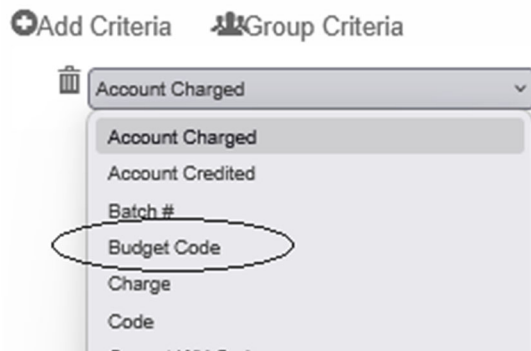 Add Criteria Group Criteria
Account Charged
Account Charged
Account Credited
Batch #
Budget Code
Charge
Code